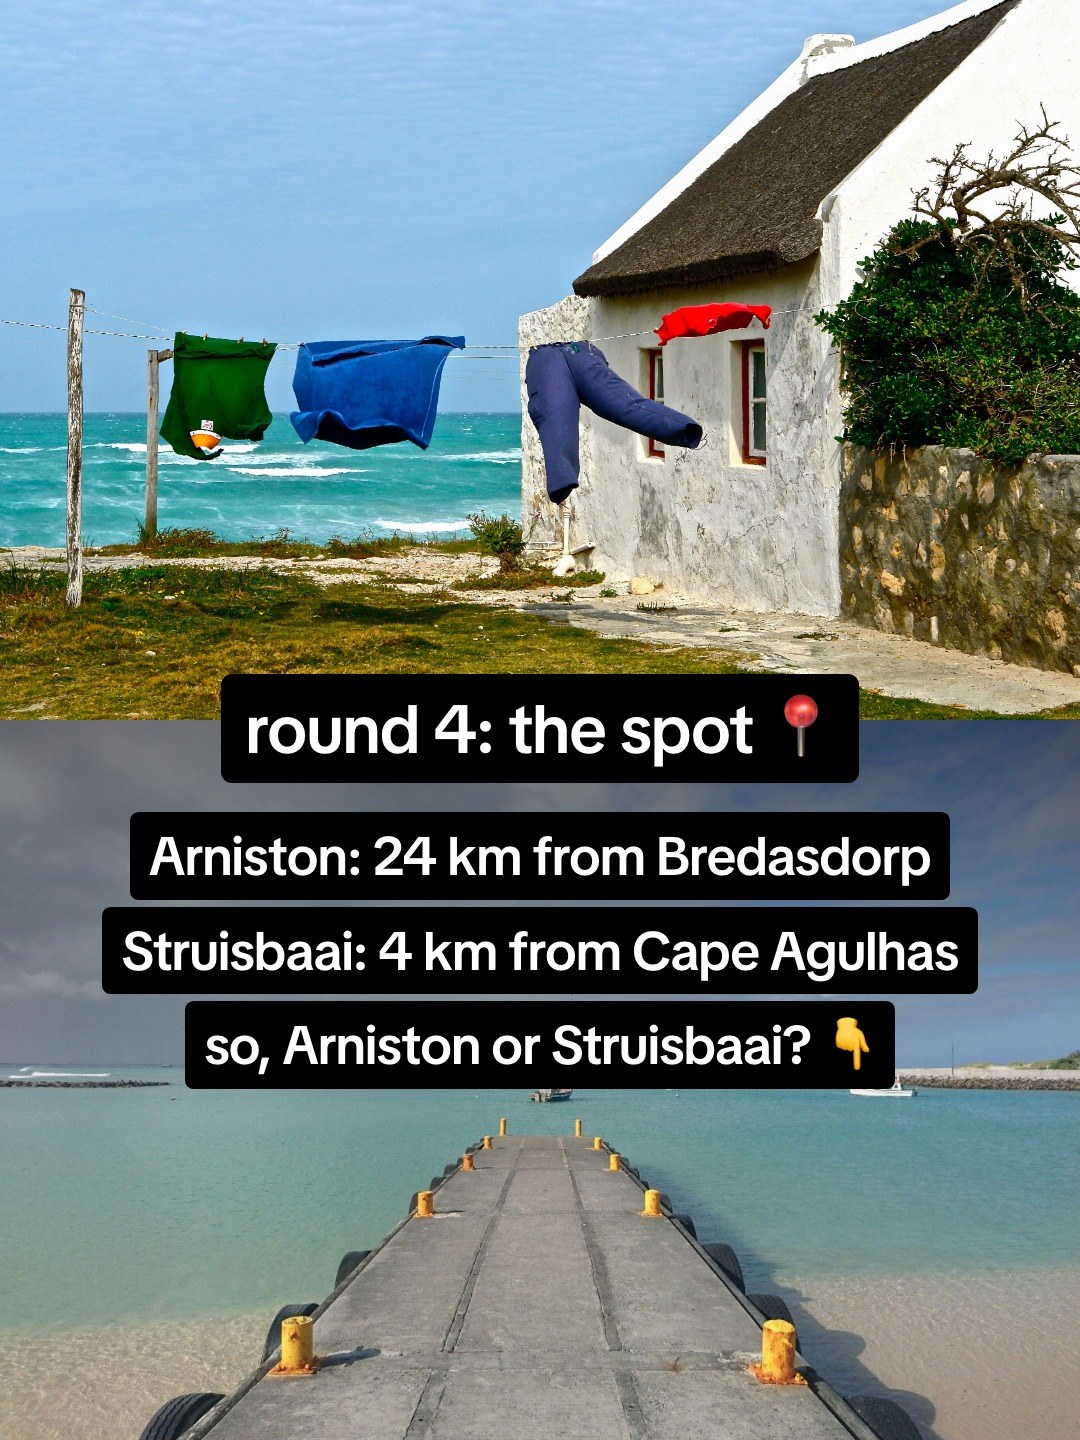 round 4: the spot 📍
Arniston: 24 km from Bredasdorp
Struisbaai: 4 km from Cape Agulhas
so, Arniston or Struisbaai? 👇